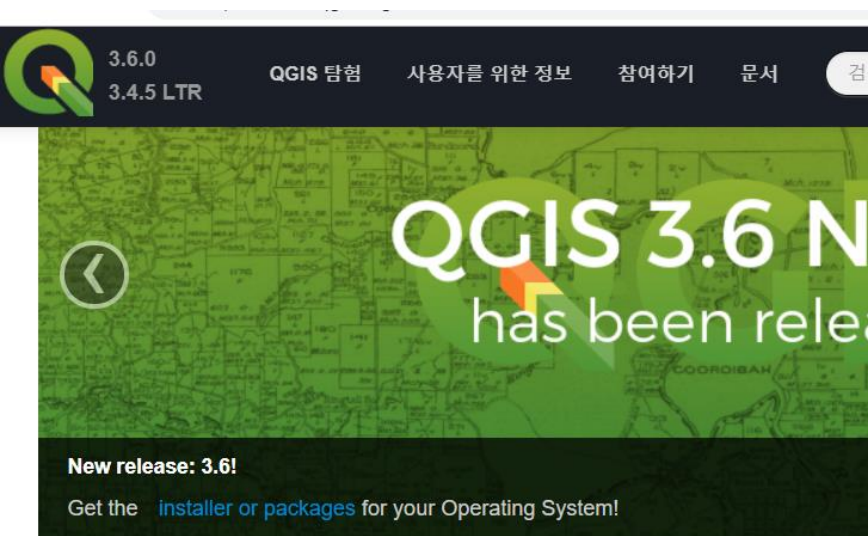 3.6.0
3.4.5 LTR
QGIS 탐험 사용자를 위한 정보 참여하기 문서 검
QGIS 3.6 N
has been relea
COORDIBAH
New release: 3.6!
Get the installer or packages for your Operating System!